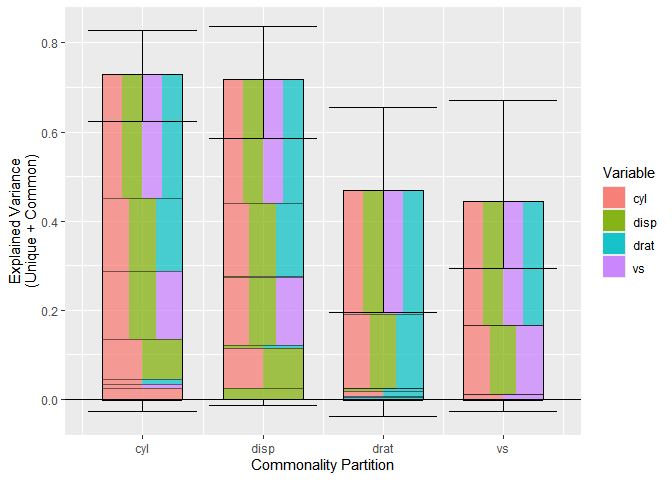 0.8
0.6
0.4
0.2
0.0
Explained Variance
(Unique + Common)
cyl
disp
drat
vs
Commonality Partition
Variable
cyl
disp
drat
vs